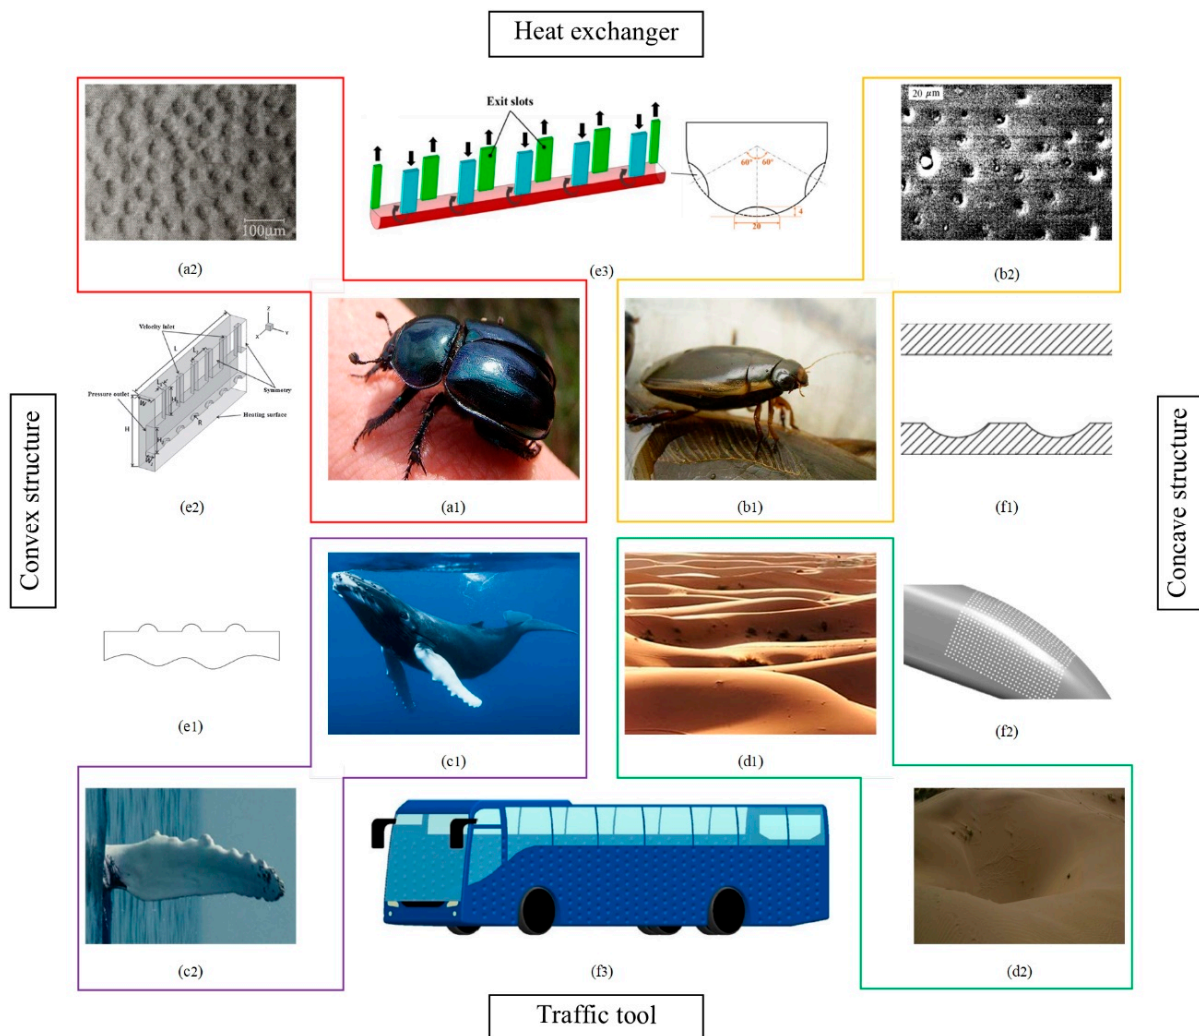 Heat exchanger
Exit slots
60° 60°
4
20
20 μm
100μm
(a2)
(e3)
(b2)
Velocity inlet
Z
X
Y
L
Symmetry
Pressure outlet
Heating surface
H
R
W
(e2)
(a1)
(b1)
(f1)
Convex structure
Concave structure
(e1)
(c1)
(d1)
(f2)
(c2)
(f3)
(d2)
Traffic tool